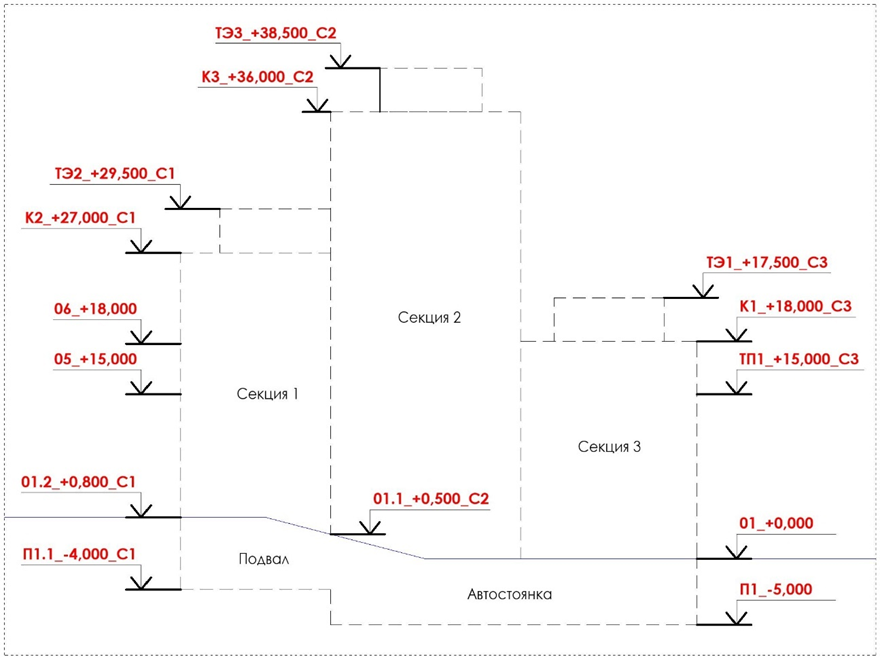 ТЭ3_+38,500_С2
К3_+36,000_С2
ТЭ2_+29,500_С1
К2_+27,000_С1
ТЭ1_+17,500_С3
06_+18,000
К1_+18,000_С3
Секция 2
05_+15,000
ТП1_+15,000_С3
Секция 1
Секция 3
01.2_+0,800_С1
01.1_+0,500_С2
01_+0,000
П1.1_-4,000_С1
Подвал
Автостоянка
П1_-5,000